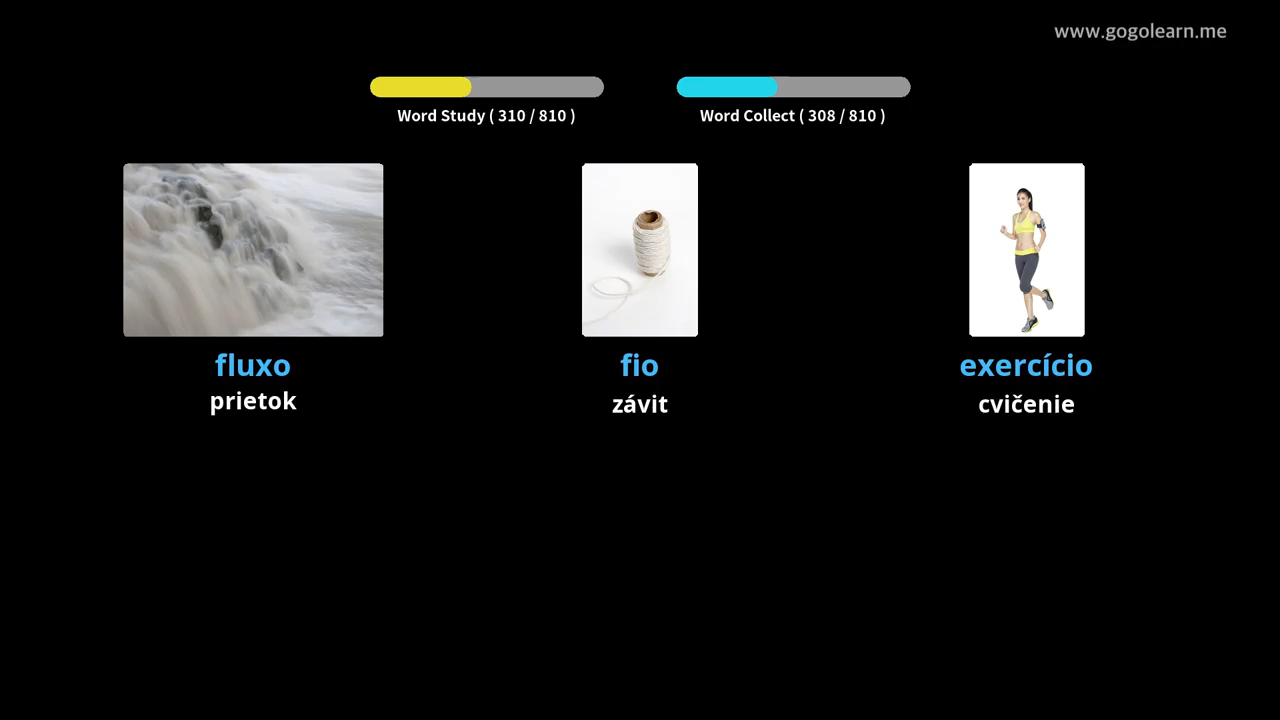 www.gogolearn.me
Word Study ( 310 / 810 )
Word Collect ( 308 / 810 )
fluxo
prietok
fio
závit
exercício
cvičenie